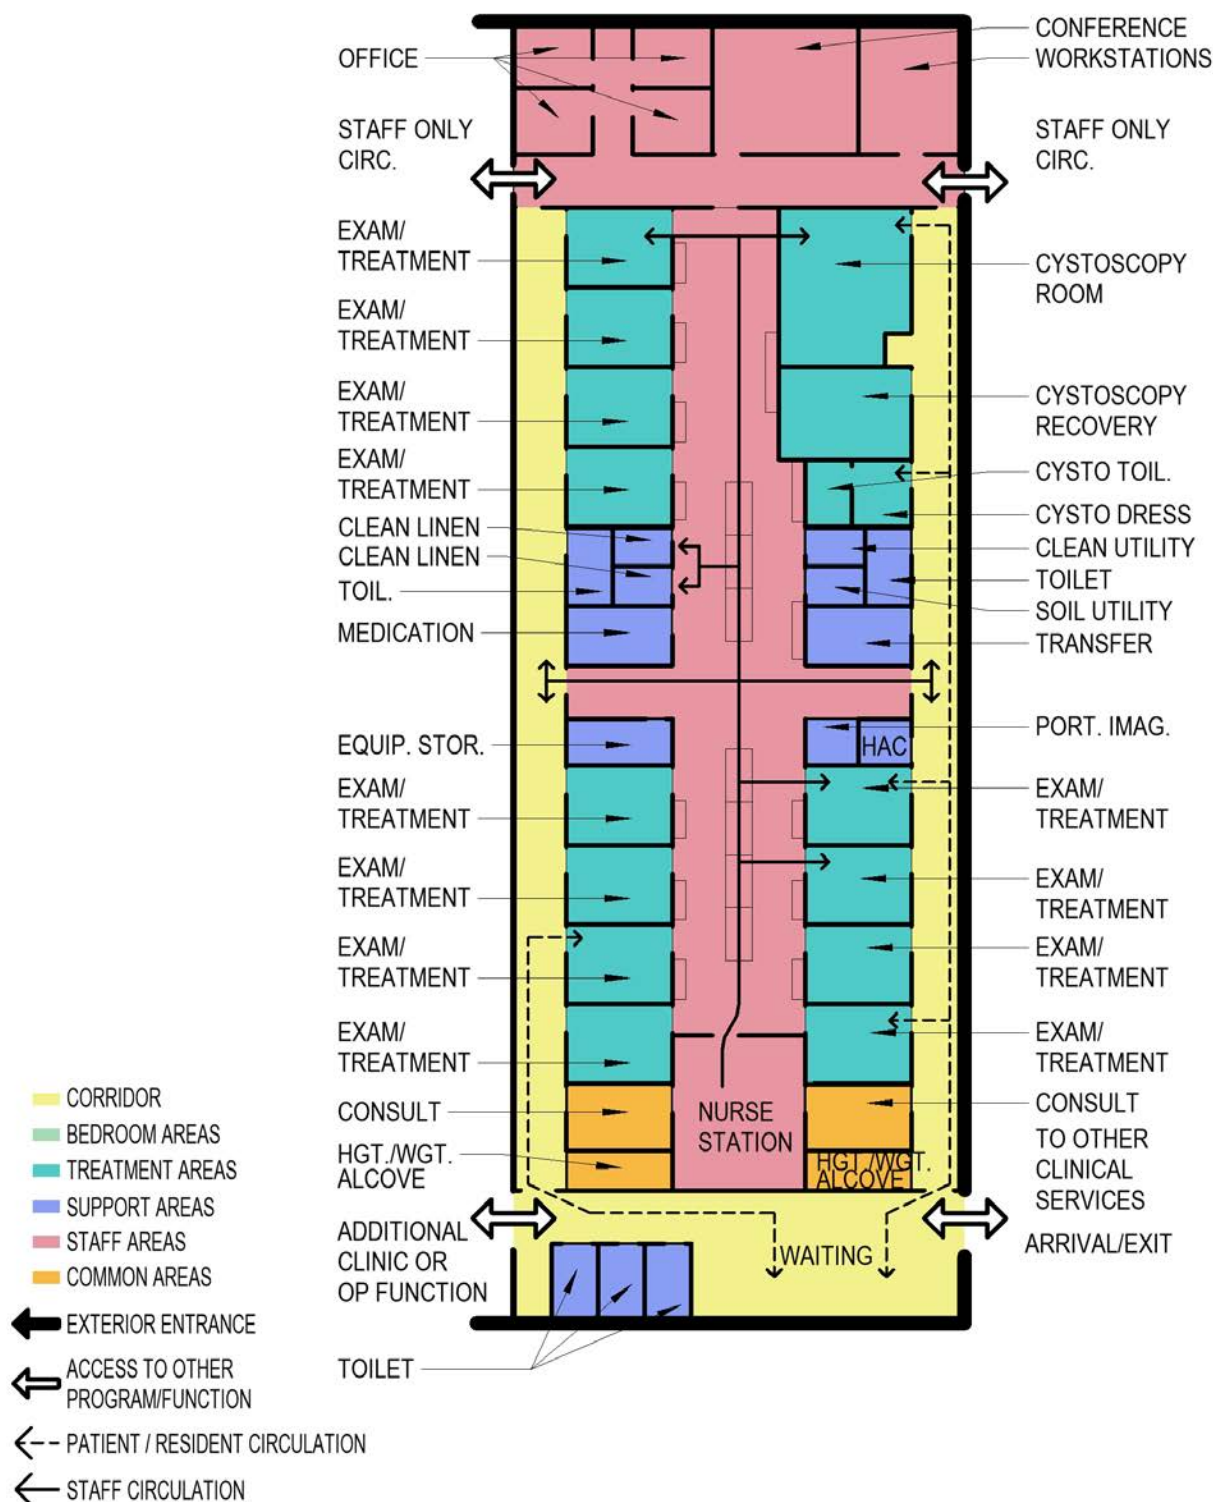 OFFICE
STAFF ONLY
CIRC.
EXAM/
TREATMENT
EXAM/
TREATMENT
EXAM/
TREATMENT
EXAM/
TREATMENT
CLEAN LINEN
CLEAN LINEN
TOIL.
MEDICATION
EQUIP. STOR.
EXAM/
TREATMENT
EXAM/
TREATMENT
EXAM/
TREATMENT
EXAM/
TREATMENT
CONSULT
HGT./WGT.
ALCOVE
ADDITIONAL
CLINIC OR
OP FUNCTION
TOILET
HAC
NURSE
STATION
HGT./WGT.
ALCOVE
WAITING
CONFERENCE
WORKSTATIONS
STAFF ONLY
CIRC.
CYSTOSCOPY
ROOM
CYSTOSCOPY
RECOVERY
CYSTO TOIL.
CYSTO DRESS
CLEAN UTILITY
TOILET
SOIL UTILITY
TRANSFER
PORT. IMAG.
EXAM/
TREATMENT
EXAM/
TREATMENT
EXAM/
TREATMENT
EXAM/
TREATMENT
CONSULT
TO OTHER
CLINICAL
SERVICES
ARRIVAL/EXIT
CORRIDOR
BEDROOM AREAS
TREATMENT AREAS
SUPPORT AREAS
STAFF AREAS
COMMON AREAS
EXTERIOR ENTRANCE
ACCESS TO OTHER
PROGRAM/FUNCTION
PATIENT / RESIDENT CIRCULATION
STAFF CIRCULATION